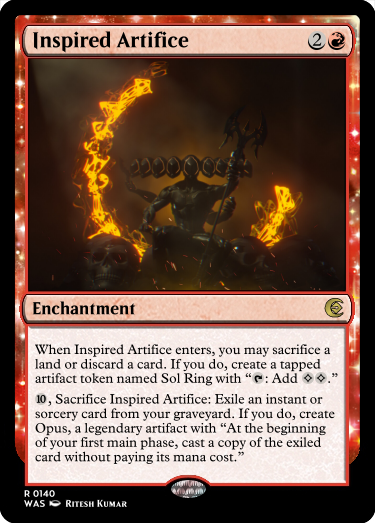 Inspired Artifice 2
Enchantment
When Inspired Artifice enters, you may sacrifice a
land or discard a card. If you do, create a tapped
artifact token named Sol Ring with “: Add .”
10, Sacrifice Inspired Artifice: Exile an instant or
sorcery card from your graveyard. If you do, create
Opus, a legendary artifact with “At the beginning
of your first main phase, cast a copy of the exiled
card without paying its mana cost.”
R 0140
WAS Ritesh Kumar